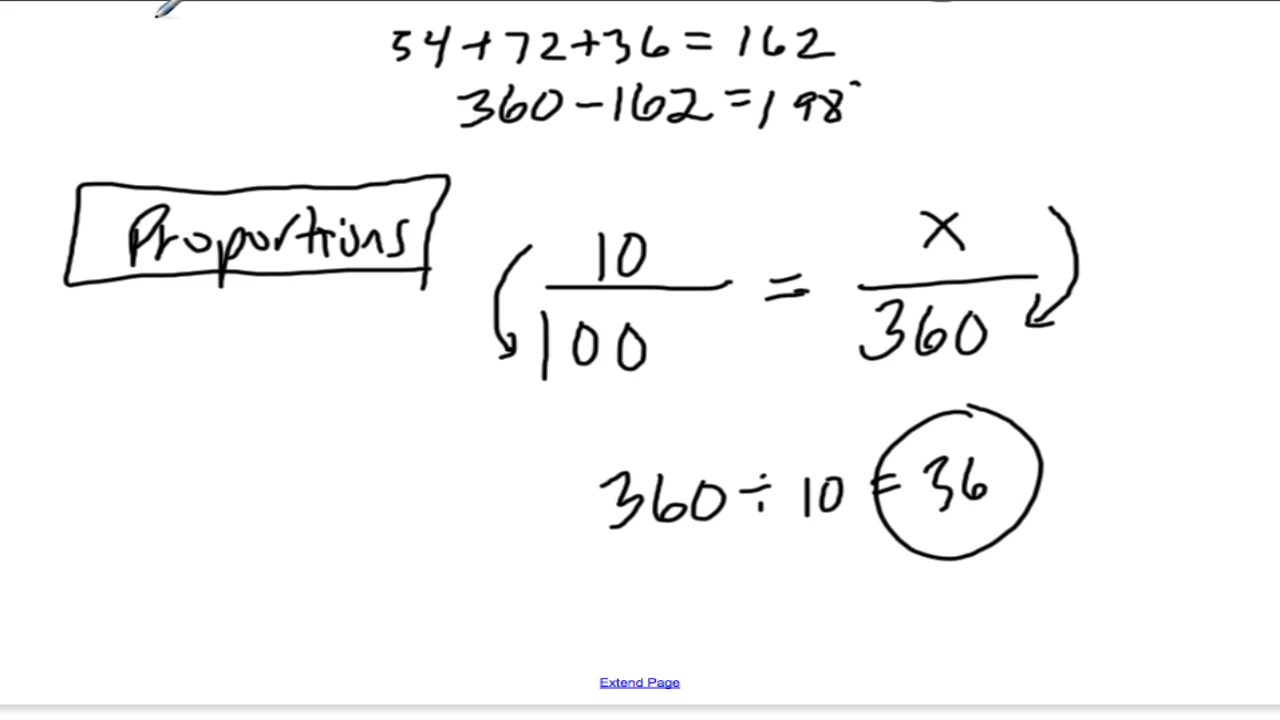 54+72+36=162
360-162=198°
Proportions
10/100 = x/360
360÷10=36
Extend Page